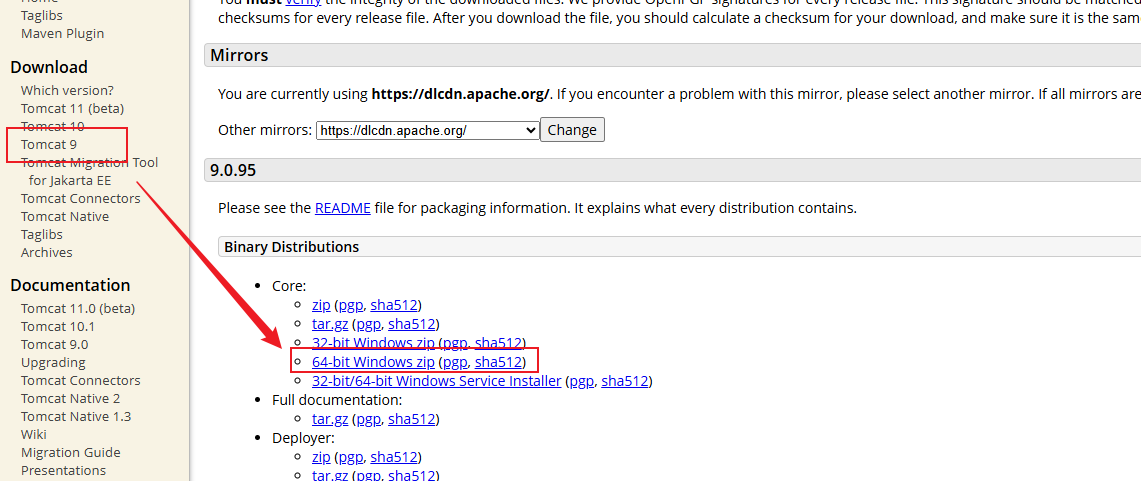 Home
Taglibs
Maven Plugin
Download
Which version?
Tomcat 11 (beta)
Tomcat 10
Tomcat 9
Tomcat Migration Tool
for Jakarta EE
Tomcat Connectors
Tomcat Native
Taglibs
Archives
Documentation
Tomcat 11.0 (beta)
Tomcat 10.1
Tomcat 9.0
Upgrading
Tomcat Connectors
Tomcat Native 2
Tomcat Native 1.3
Wiki
Migration Guide
Presentations
You must verify the integrity of the downloaded files. We provide OpenPGP signatures for every release file. This signature should be matched
checksums for every release file. After you download the file, you should calculate a checksum for your download, and make sure it is the same
Mirrors
You are currently using https://dlcdn.apache.org/. If you encounter a problem with this mirror, please select another mirror. If all mirrors are
Other mirrors: https://dlcdn.apache.org/ Change
9.0.95
Please see the README file for packaging information. It explains what every distribution contains.
Binary Distributions
Core:
zip (pgp, sha512)
tar.gz (pgp, sha512)
32-bit Windows zip (pgp, sha512)
64-bit Windows zip (pgp, sha512)
32-bit/64-bit Windows Service Installer (pgp, sha512)
Full documentation:
tar.gz (pgp, sha512)
Deployer:
zip (pgp, sha512)
tar.gz (pgp, sha512)